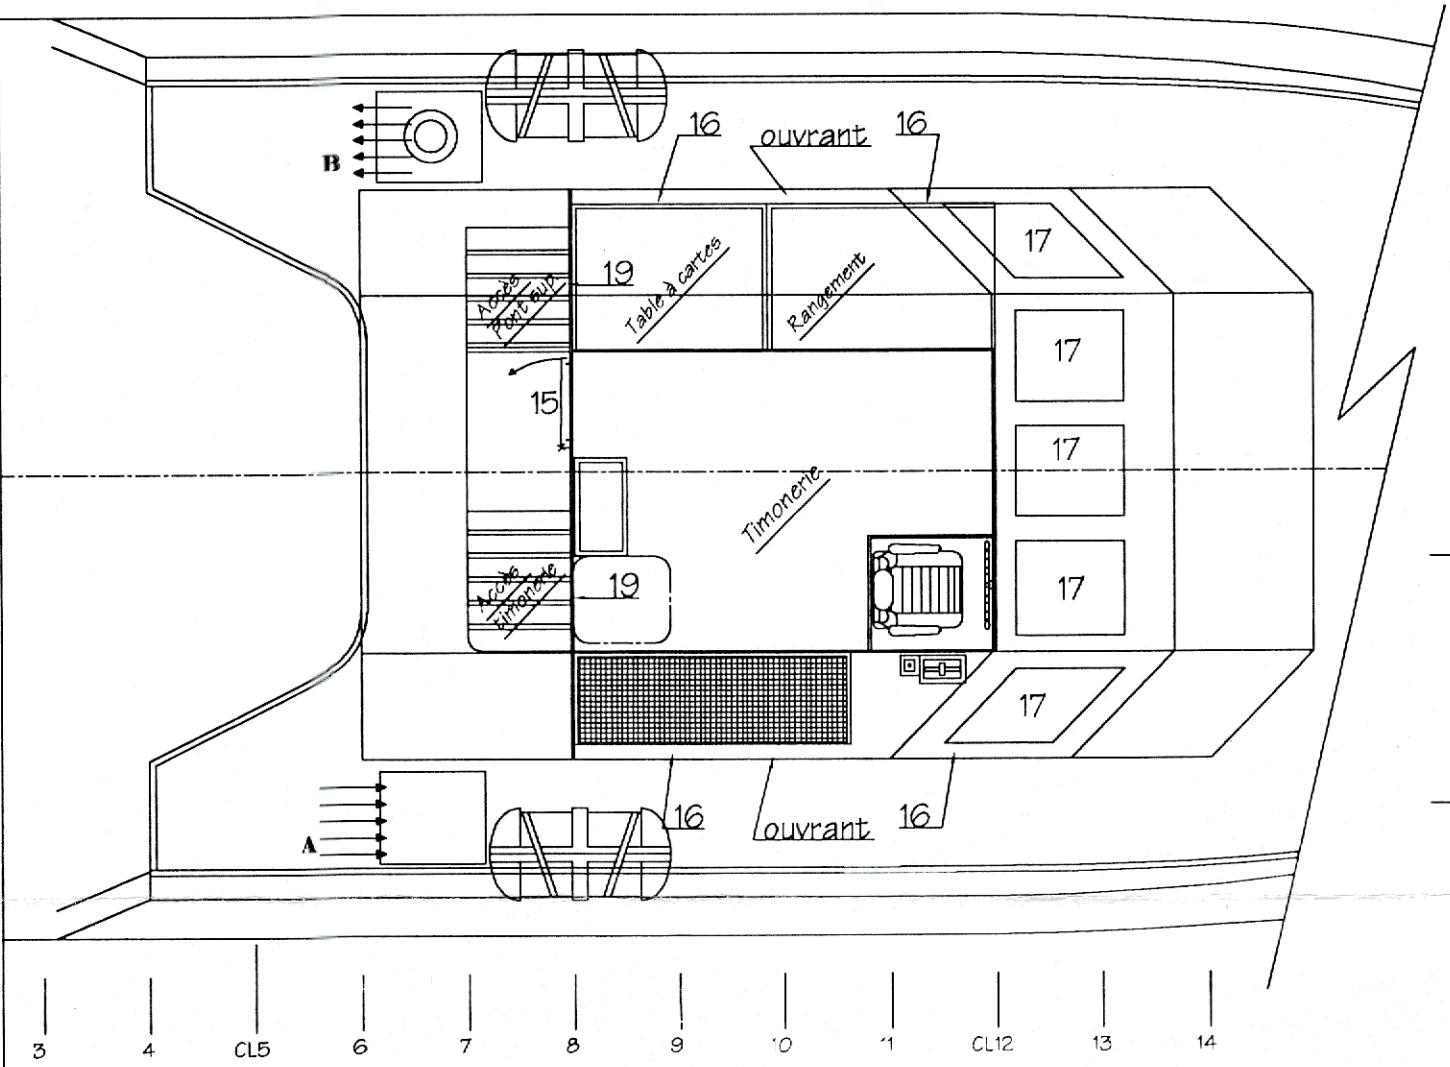 16
ouvrant
16
B
17
19
Accès
Pont sup.
Table à cartes
Rangement
17
15
17
Timonerie
Accès
timonerie
19
17
17
16
ouvrant
16
A
3 4 CL5 6 7 8 9 10 11 CL12 13 14